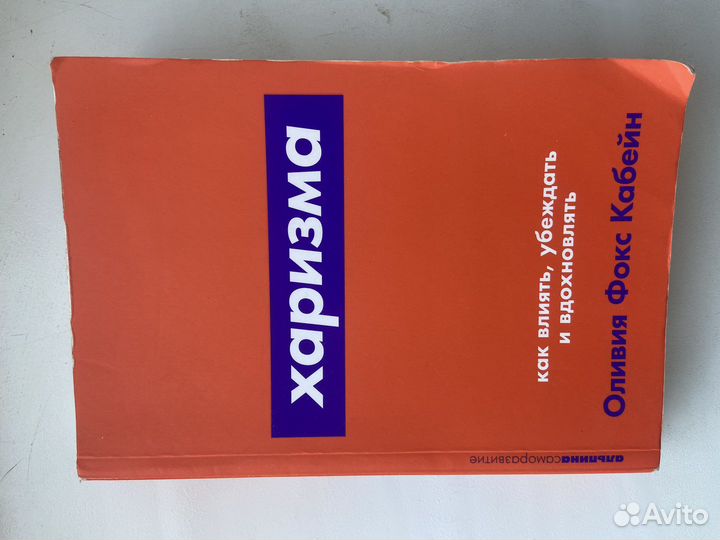 харизма
как влиять, убеждать
и вдохновлять
Оливия Фокс Кабейн
альпинасаморазвитие
Avito